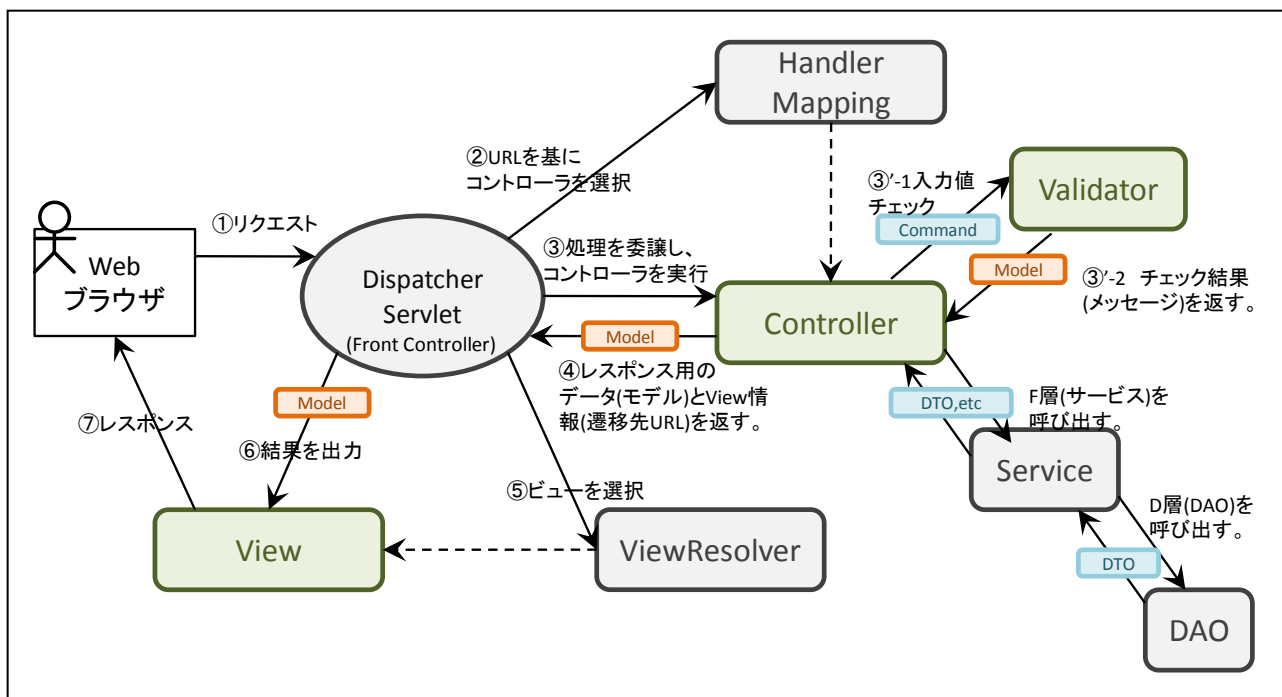 Handler
Mapping
②URLを基に
コントローラを選択
③'-1入力値
チェック
Command
Validator
①リクエスト
Web
ブラウザ
Dispatcher
Servlet
(Front Controller)
③処理を委譲し、
コントローラを実行
Controller
Model
③'-2 チェック結果
(メッセージ)を返す。
Model
④レスポンス用の
データ(モデル)とView情
報(遷移先URL)を返す。
DTO,etc
F層(サービス)を
呼び出す。
Model
⑦レスポンス
⑥結果を出力
⑤ビューを選択
Service
View
ViewResolver
D層(DAO)を
呼び出す。
DTO
DAO